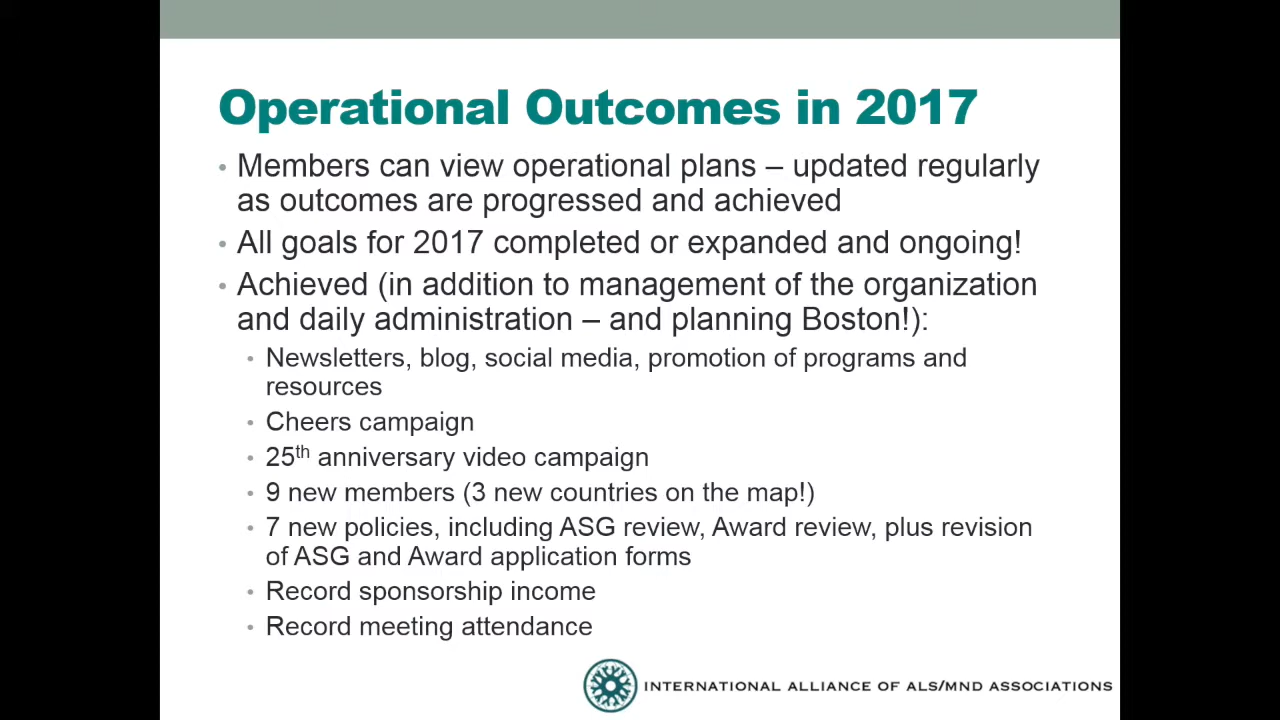 Operational Outcomes in 2017
• Members can view operational plans – updated regularly
as outcomes are progressed and achieved
• All goals for 2017 completed or expanded and ongoing!
• Achieved (in addition to management of the organization
and daily administration – and planning Boston!):
• Newsletters, blog, social media, promotion of programs and
resources
• Cheers campaign
• 25th anniversary video campaign
• 9 new members (3 new countries on the map!)
• 7 new policies, including ASG review, Award review, plus revision
of ASG and Award application forms
• Record sponsorship income
• Record meeting attendance
INTERNATIONAL ALLIANCE OF ALS/MND ASSOCIATIONS